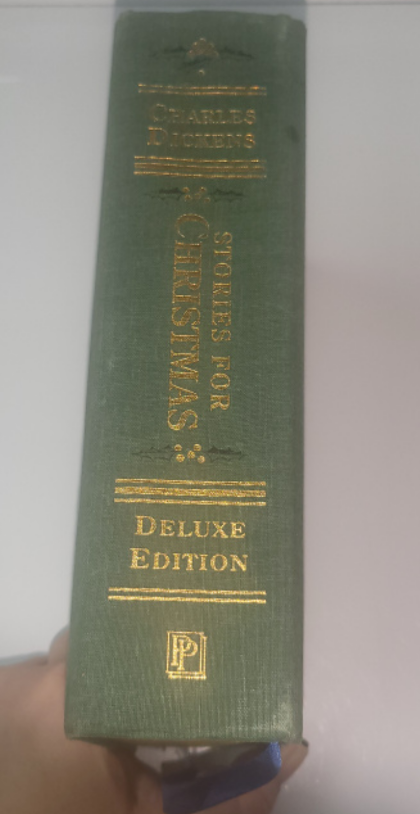 CHARLES
DICKENS
STORIES FOR
CHRISTMAS
DELUXE
EDITION
PP